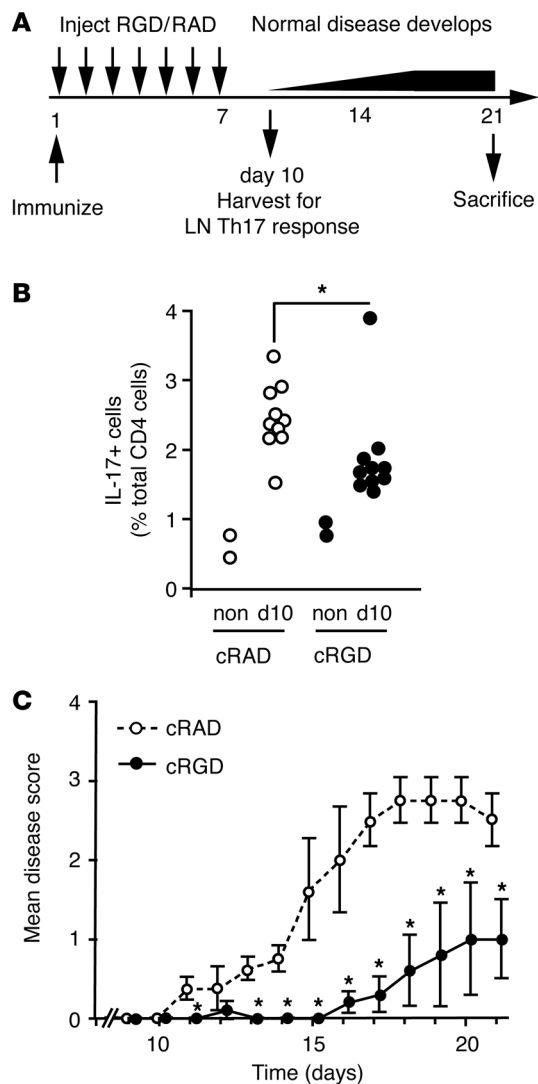 A
Inject RGD/RAD
Normal disease develops
1
7
14
21
Immunize
day 10
Harvest for
LN Th17 response
Sacrifice
B
*
IL-17+ cells
(% total CD4 cells)
4
3
2
1
0
non d10
non d10
cRAD
cRGD
C
cRAD
cRGD
Mean disease score
4
3
2
1
0
* * * * * * * * * *
10
15
20
Time (days)